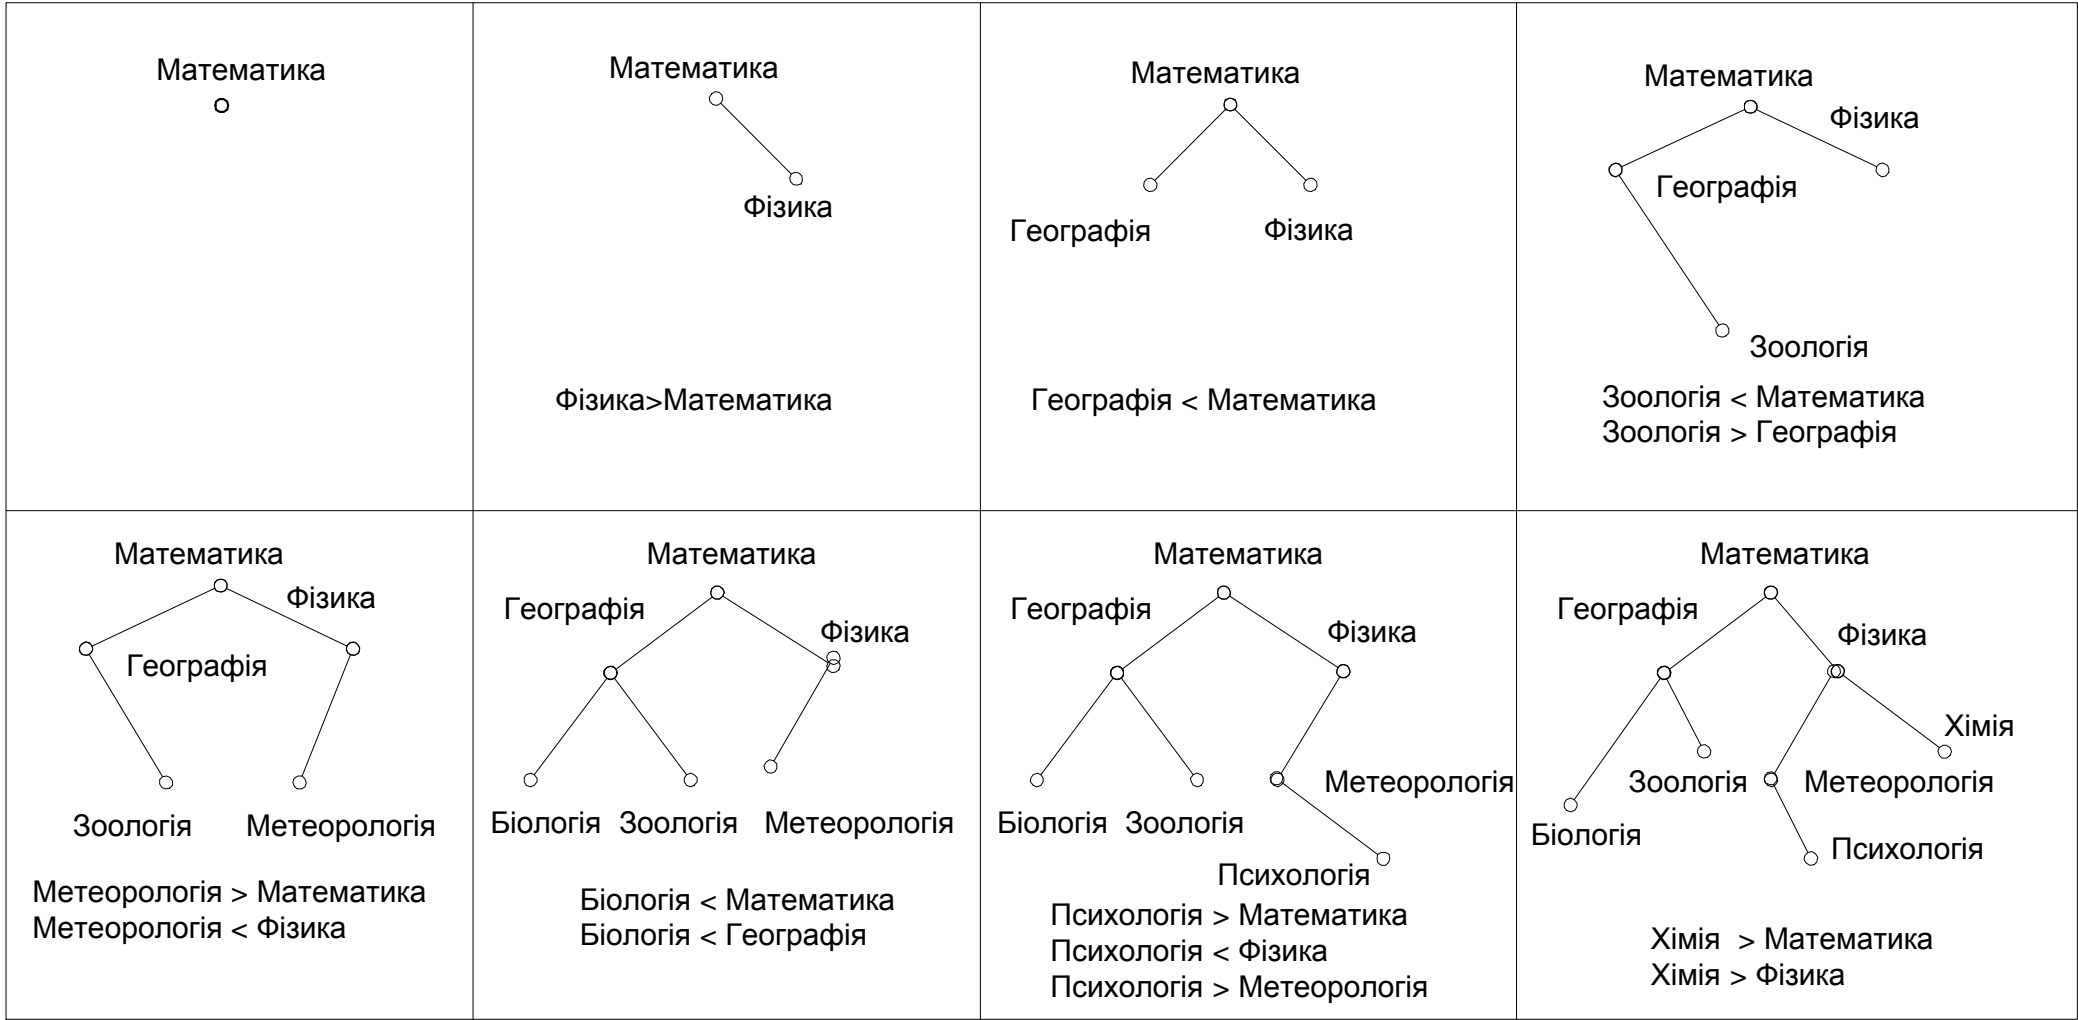 Математика
Математика
Фізика
Фізика>Математика
Математика
Географія
Фізика
Географія < Математика
Математика
Фізика
Географія
Зоологія
Зоологія < Математика
Зоологія > Географія
Математика
Фізика
Географія
Зоологія
Метеорологія
Метеорологія > Математика
Метеорологія < Фізика
Математика
Географія
Фізика
Біологія
Зоологія
Метеорологія
Біологія < Математика
Біологія < Географія
Математика
Географія
Фізика
Метеорологія
Біологія
Зоологія
Психологія
Психологія > Математика
Психологія < Фізика
Психологія > Метеорологія
Математика
Географія
Фізика
Хімія
Зоологія
Метеорологія
Біологія
Психологія
Хімія > Математика
Хімія > Фізика